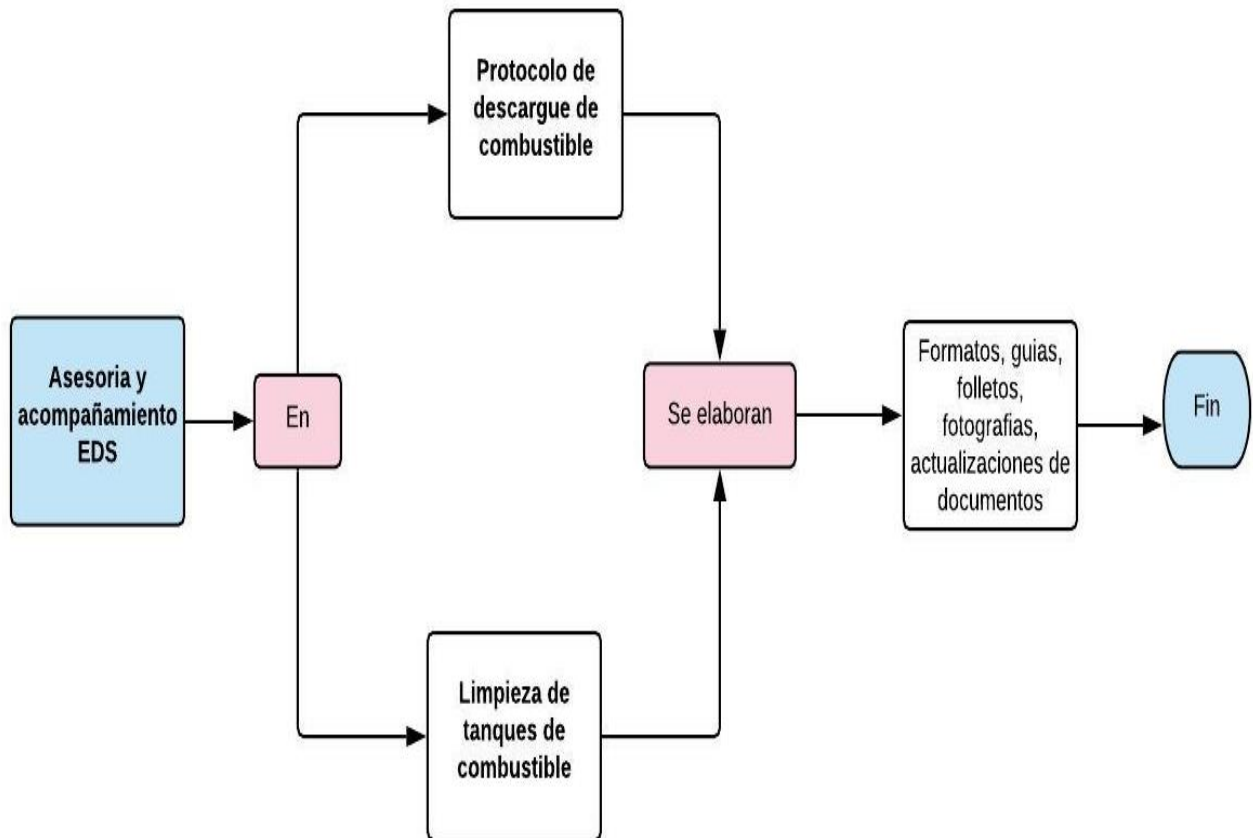 Protocolo de
descargue de
combustible
Asesoria y
acompañamiento
EDS
En
Se elaboran
Formatos, guias,
folletos,
fotografias,
actualizaciones de
documentos
Fin
Limpieza de
tanques de
combustible